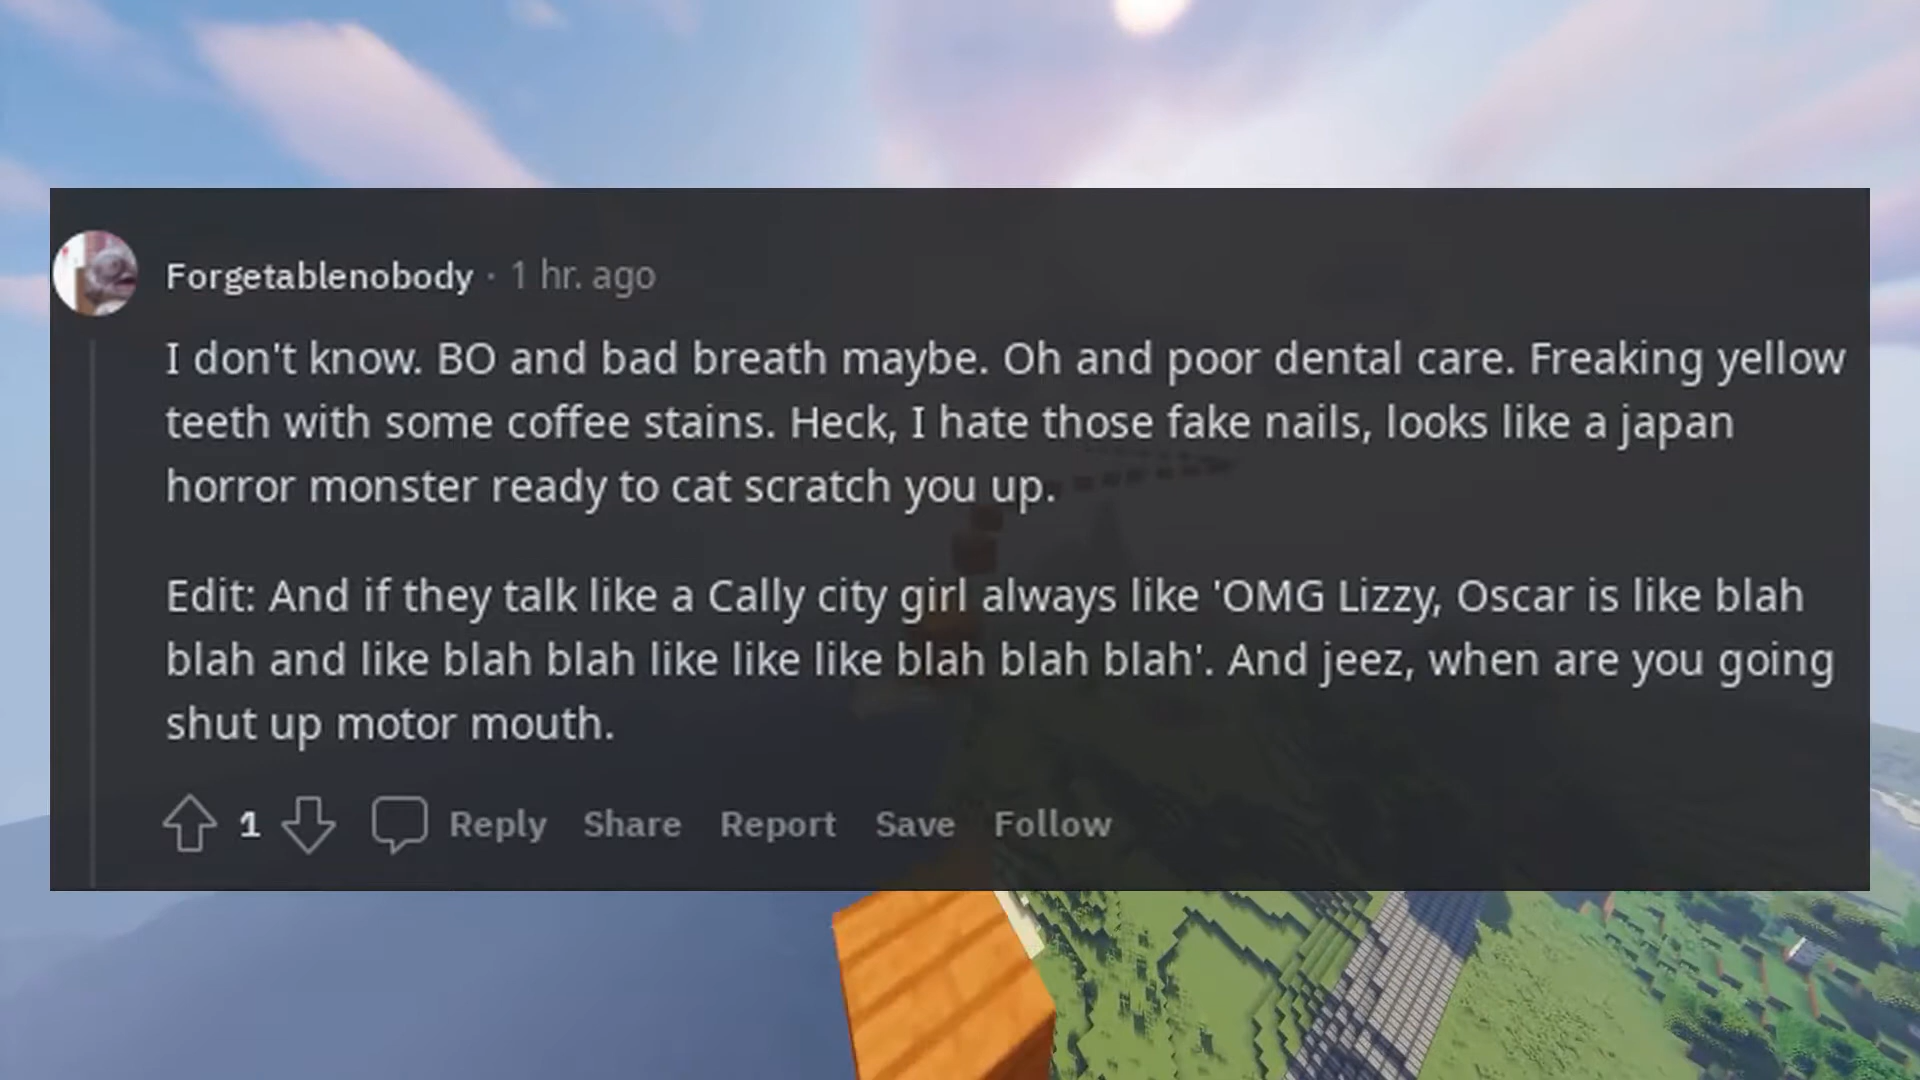 Forgetablenobody · 1 hr. ago
I don't know. BO and bad breath maybe. Oh and poor dental care. Freaking yellow
teeth with some coffee stains. Heck, I hate those fake nails, looks like a japan
horror monster ready to cat scratch you up.
Edit: And if they talk like a Cally city girl always like 'OMG Lizzy, Oscar is like blah
blah and like blah blah like like like blah blah blah'. And jeez, when are you going
shut up motor mouth.
1 Reply Share Report Save Follow